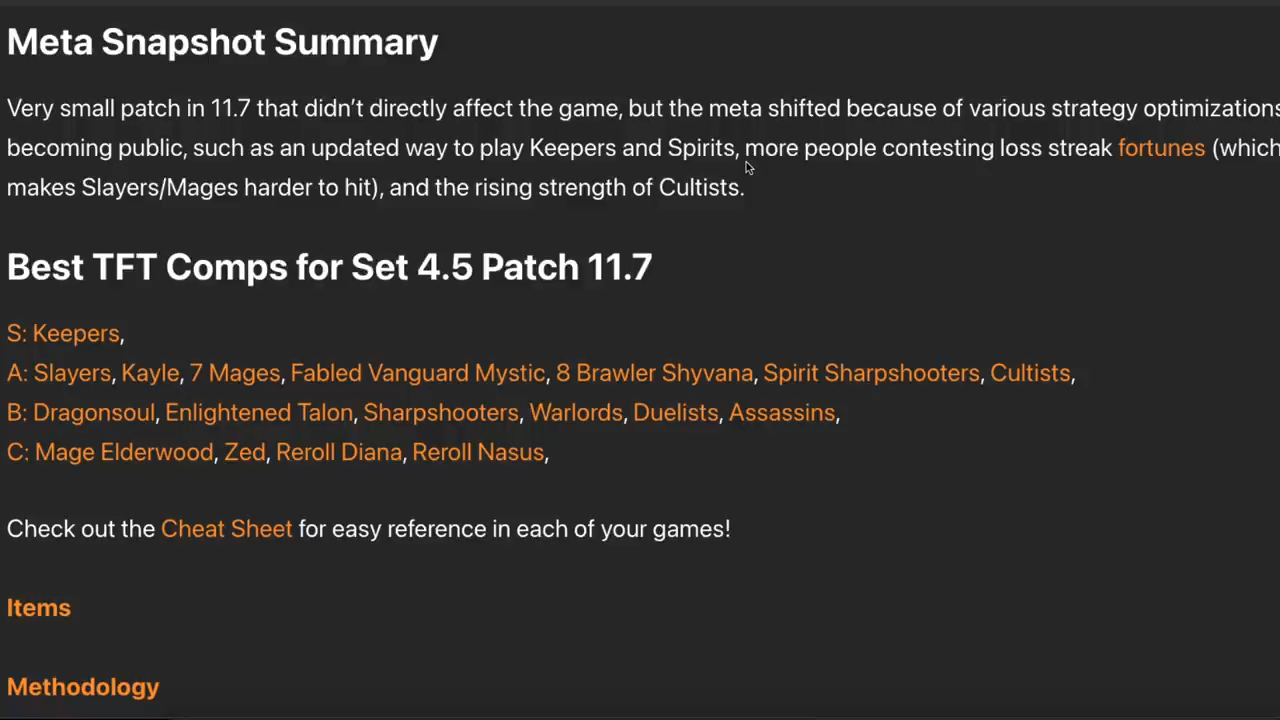 Meta Snapshot Summary
Very small patch in 11.7 that didn’t directly affect the game, but the meta shifted because of various strategy optimizations
becoming public, such as an updated way to play Keepers and Spirits, more people contesting loss streak fortunes (which
makes Slayers/Mages harder to hit), and the rising strength of Cultists.
Best TFT Comps for Set 4.5 Patch 11.7
S: Keepers,
A: Slayers, Kayle, 7 Mages, Fabled Vanguard Mystic, 8 Brawler Shyvana, Spirit Sharpshooters, Cultists,
B: Dragonsoul, Enlightened Talon, Sharpshooters, Warlords, Duelists, Assassins,
C: Mage Elderwood, Zed, Reroll Diana, Reroll Nasus,
Check out the Cheat Sheet for easy reference in each of your games!
Items
Methodology